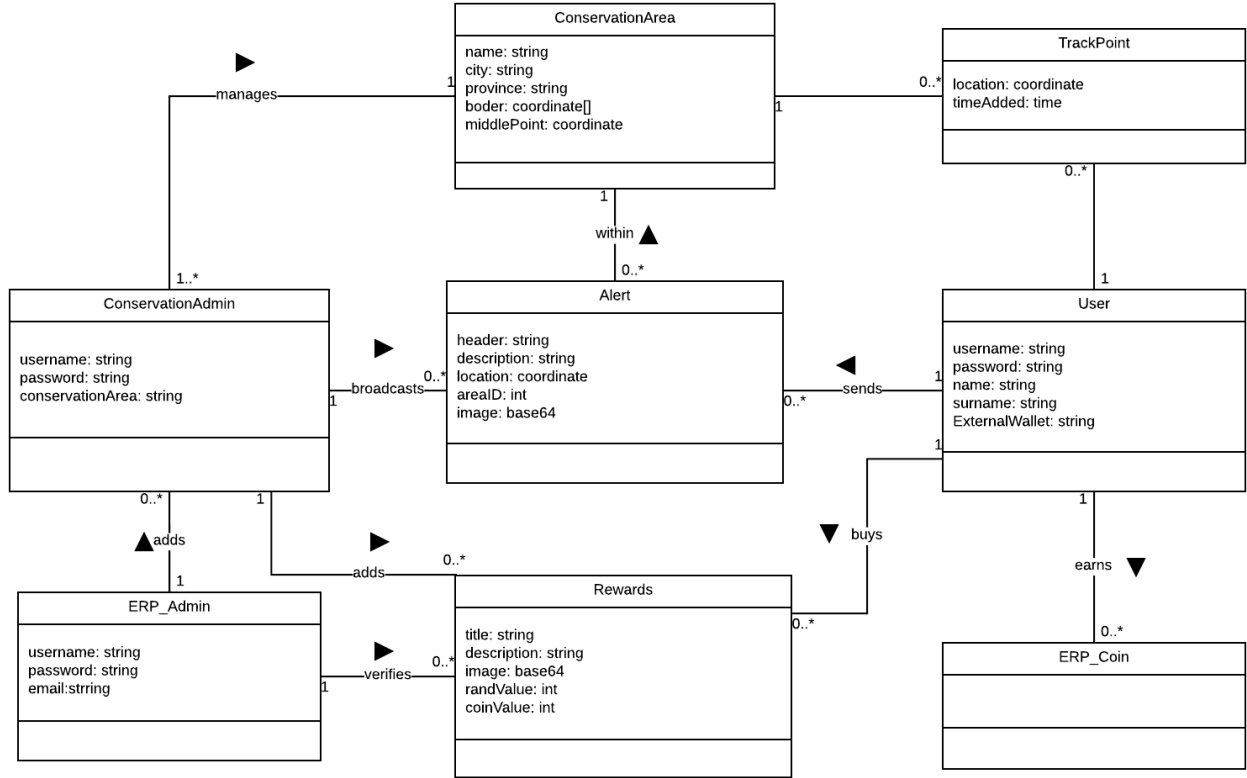 ConservationArea
name: string
city: string
province: string
boder: coordinate[]
middlePoint: coordinate
TrackPoint
location: coordinate
timeAdded: time
manages
1
1..*
1
0..*
0..*
1
1
within
0..*
ConservationAdmin
username: string
password: string
conservationArea: string
Alert
header: string
description: string
location: coordinate
areaID: int
image: base64
User
username: string
password: string
name: string
surname: string
ExternalWallet: string
1
broadcasts
0..*
0..*
sends
1
1
buys
0..*
1
earns
0..*
0..*
adds
1
1
adds
0..*
ERP_Admin
username: string
password: string
email:strring
1
verifies
0..*
Rewards
title: string
description: string
image: base64
randValue: int
coinValue: int
ERP_Coin